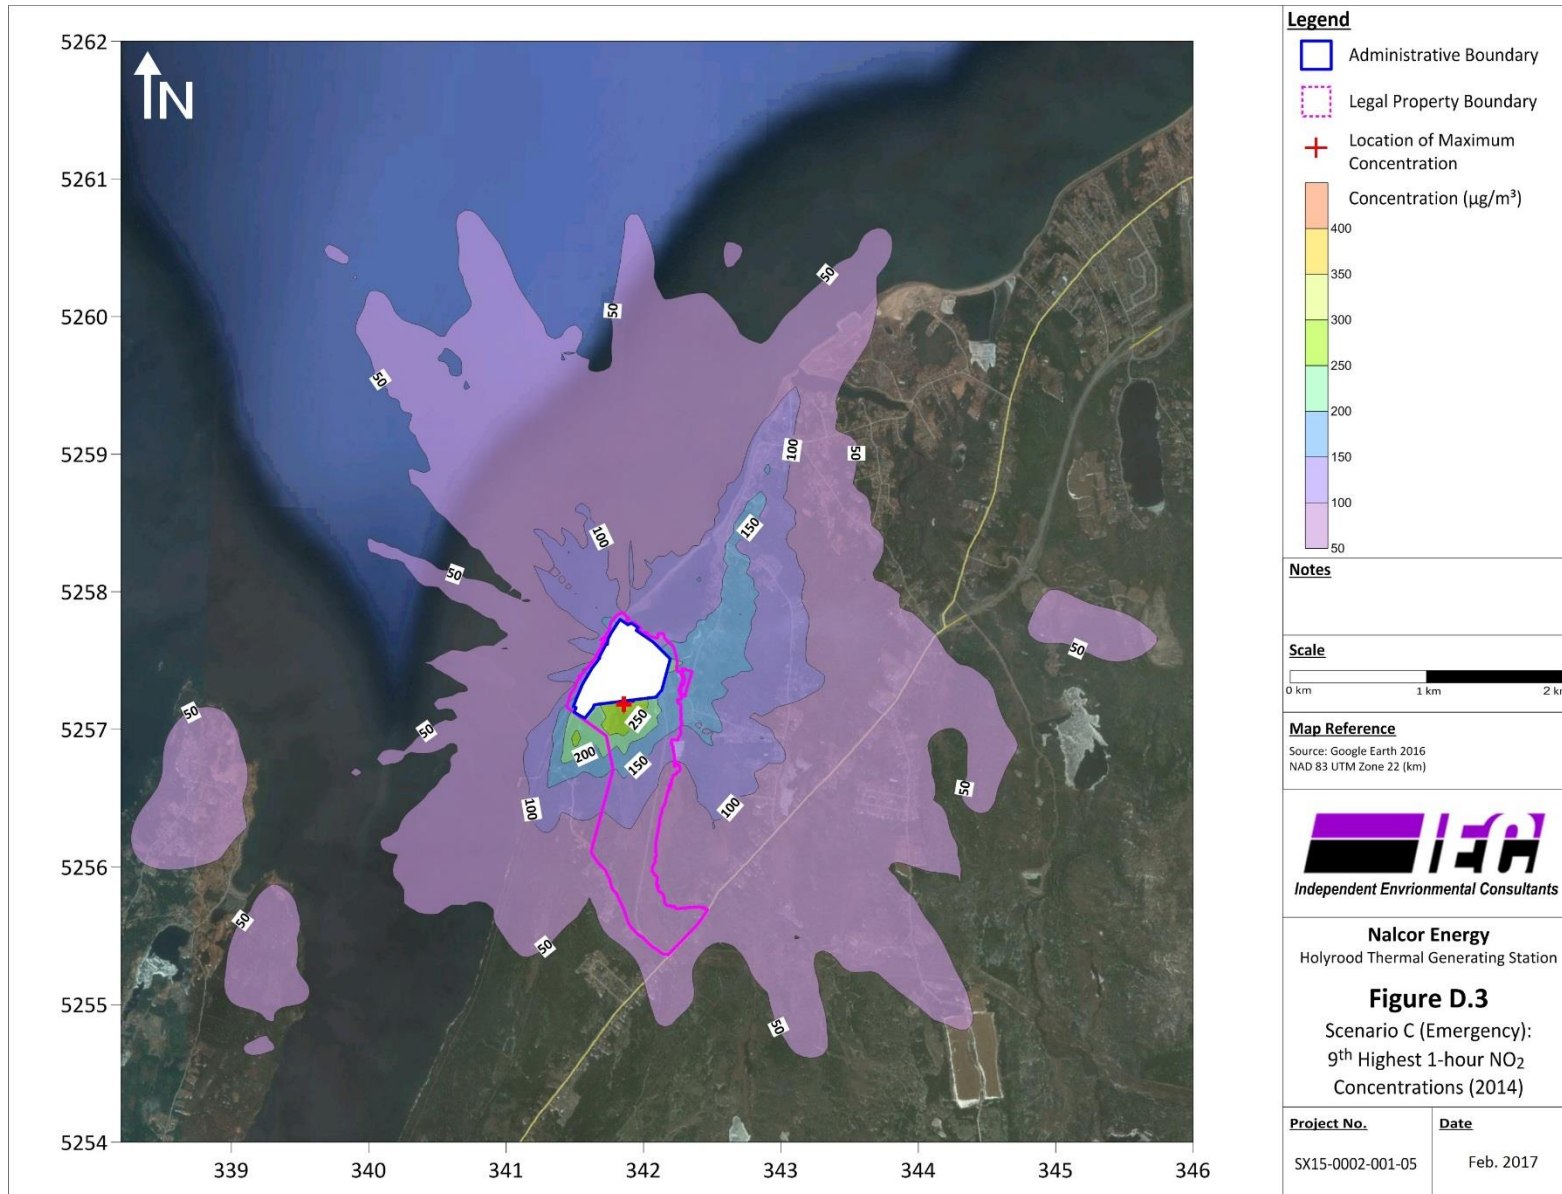 5262
5261
5260
5259
5258
5257
5256
5255
5254
339
340
341
342
343
344
345
346
N
50
50
50
50
50
100
50
100
150
50
50
50
50
250
200
150
100
100
50
50
50
50
Legend
Administrative Boundary
Legal Property Boundary
Location of Maximum
Concentration
Concentration (µg/m³)
400
350
300
250
200
150
100
50
Notes
Scale
0 km
1 km
2 km
Map Reference
Source: Google Earth 2016
NAD 83 UTM Zone 22 (km)
IEC
Independent Envrionmental Consultants
Nalcor Energy
Holyrood Thermal Generating Station
Figure D.3
Scenario C (Emergency):
9th Highest 1-hour NO₂
Concentrations (2014)
Project No.
Date
SX15-0002-001-05
Feb. 2017